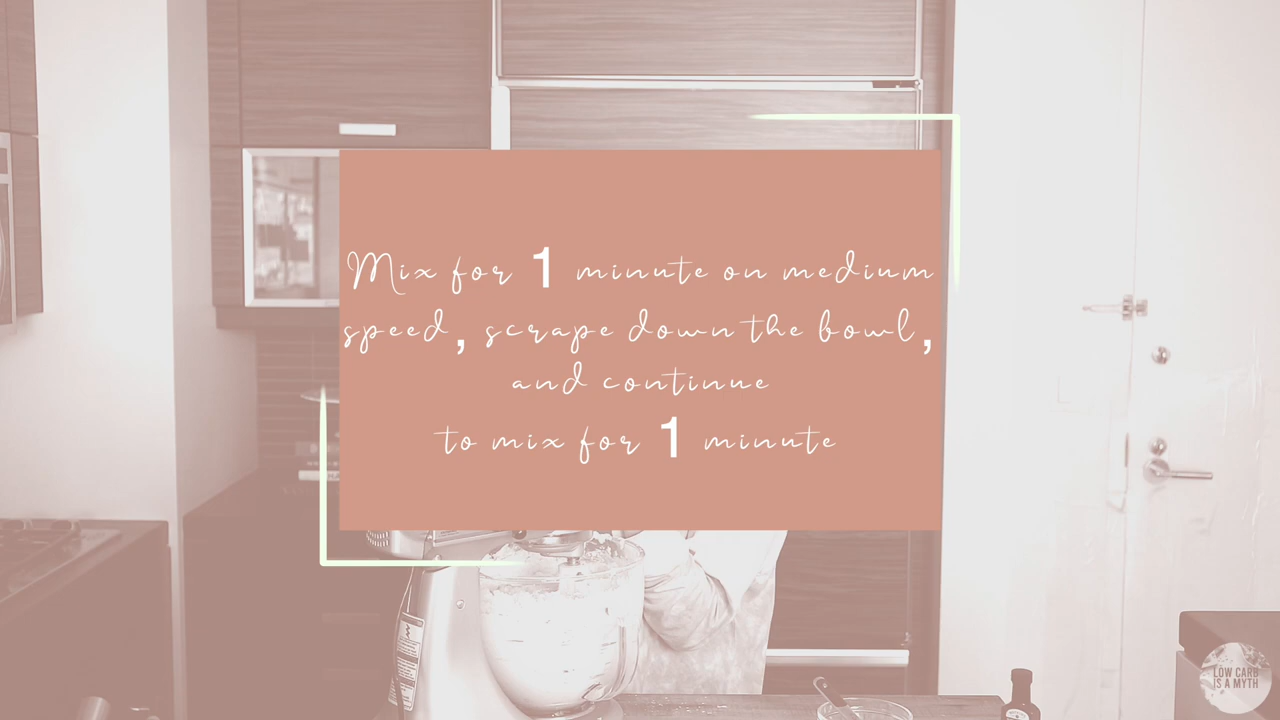 Mix for 1 minute on medium
speed, scrape down the bowl,
and continue
to mix for 1 minute
LOW CARB
IS A MYTH